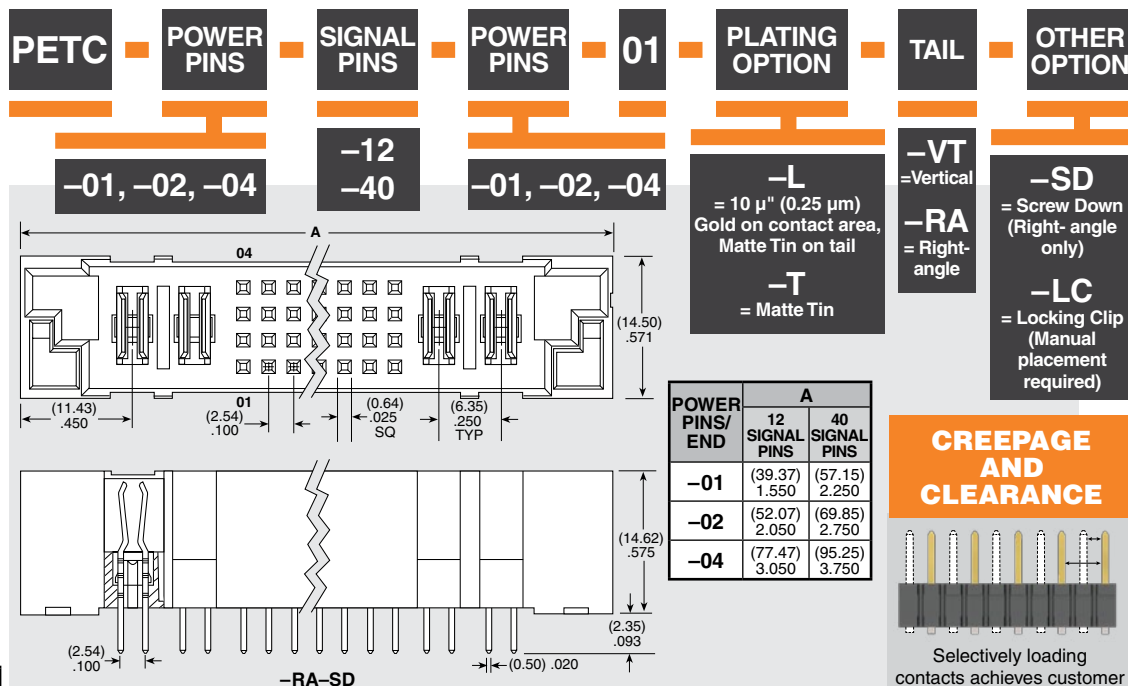 PETC
POWER
PINS
SIGNAL
PINS
POWER
PINS
01
PLATING
OPTION
TAIL
OTHER
OPTION
–01, –02, –04
–12
–40
–01, –02, –04
–L
= 10 µ" (0.25 µm)
Gold on contact area,
Matte Tin on tail
–T
= Matte Tin
–VT
=Vertical
–RA
= Right-
angle
–SD
= Screw Down
(Right- angle
only)
–LC
= Locking Clip
(Manual
placement
required)
A
04
(14.50)
.571
01
(11.43)
.450
(2.54)
.100
(0.64)
.025
SQ
(6.35)
.250
TYP
(14.62)
.575
(2.35)
.093
(2.54)
.100
(0.50) .020
–RA–SD
POWER
PINS/
END
A
12
SIGNAL
PINS
40
SIGNAL
PINS
–01
(39.37)
1.550
(57.15)
2.250
–02
(52.07)
2.050
(69.85)
2.750
–04
(77.47)
3.050
(95.25)
3.750
CREEPAGE
AND
CLEARANCE
Selectively loading
contacts achieves customer